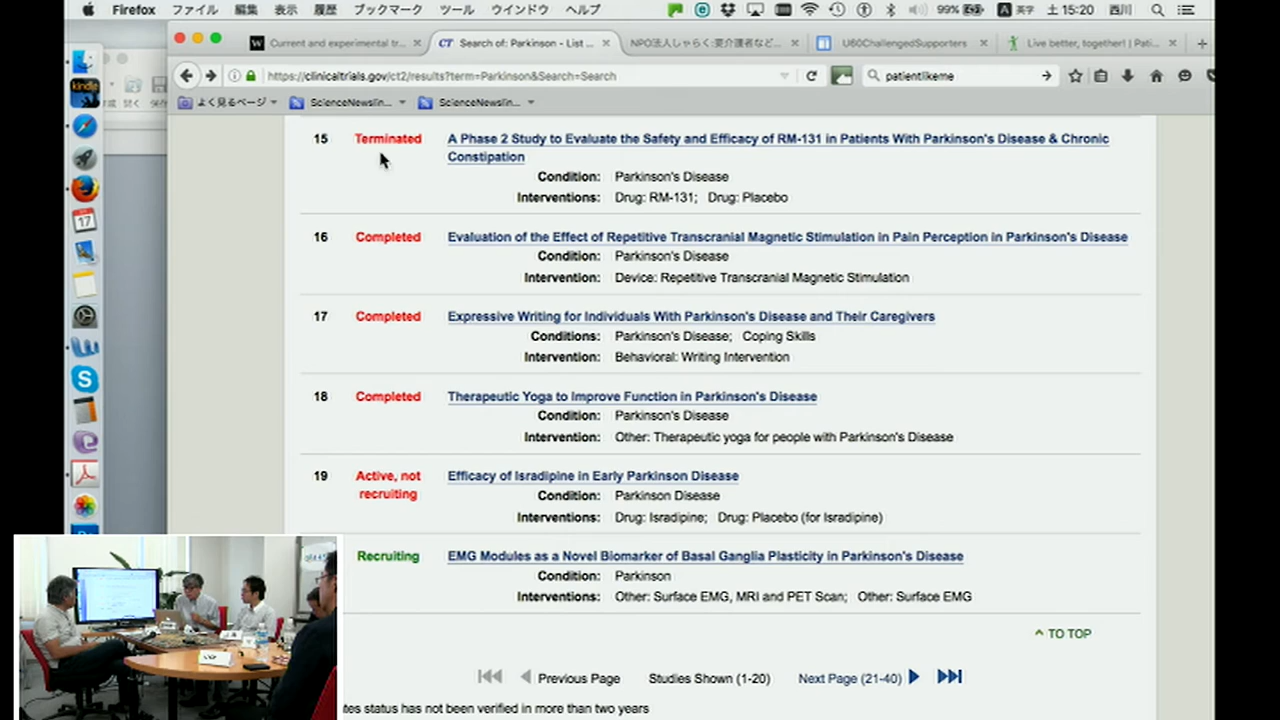 Firefox ファイル 編集 表示 履歴 ブックマーク ツール ウインドウ ヘルプ 99% A 英字 土 15:20 西川
Current and experimental tr... × CT Search of: Parkinson - List ... × NPO法人しゃらく:要介護者など... × U60ChallengedSupporters × Live better, together! | Pati... × +
https://clinicaltrials.gov/ct2/results?term=Parkinson&Search=Search patientlikeme
よく見るページ ScienceNewslin... ScienceNewslin...
15 Terminated A Phase 2 Study to Evaluate the Safety and Efficacy of RM-131 in Patients With Parkinson's Disease & Chronic
Constipation
Condition: Parkinson's Disease
Interventions: Drug: RM-131; Drug: Placebo
16 Completed Evaluation of the Effect of Repetitive Transcranial Magnetic Stimulation in Pain Perception in Parkinson's Disease
Condition: Parkinson's Disease
Intervention: Device: Repetitive Transcranial Magnetic Stimulation
17 Completed Expressive Writing for Individuals With Parkinson's Disease and Their Caregivers
Conditions: Parkinson's Disease; Coping Skills
Intervention: Behavioral: Writing Intervention
18 Completed Therapeutic Yoga to Improve Function in Parkinson's Disease
Condition: Parkinson's Disease
Intervention: Other: Therapeutic yoga for people with Parkinson's Disease
19 Active, not Efficacy of Isradipine in Early Parkinson Disease
recruiting
Condition: Parkinson Disease
Interventions: Drug: Isradipine; Drug: Placebo (for Isradipine)
Recruiting EMG Modules as a Novel Biomarker of Basal Ganglia Plasticity in Parkinson's Disease
Condition: Parkinson
Interventions: Other: Surface EMG, MRI and PET Scan; Other: Surface EMG
TO TOP
Previous Page Studies Shown (1-20) Next Page (21-40)
tes status has not been verified in more than two years